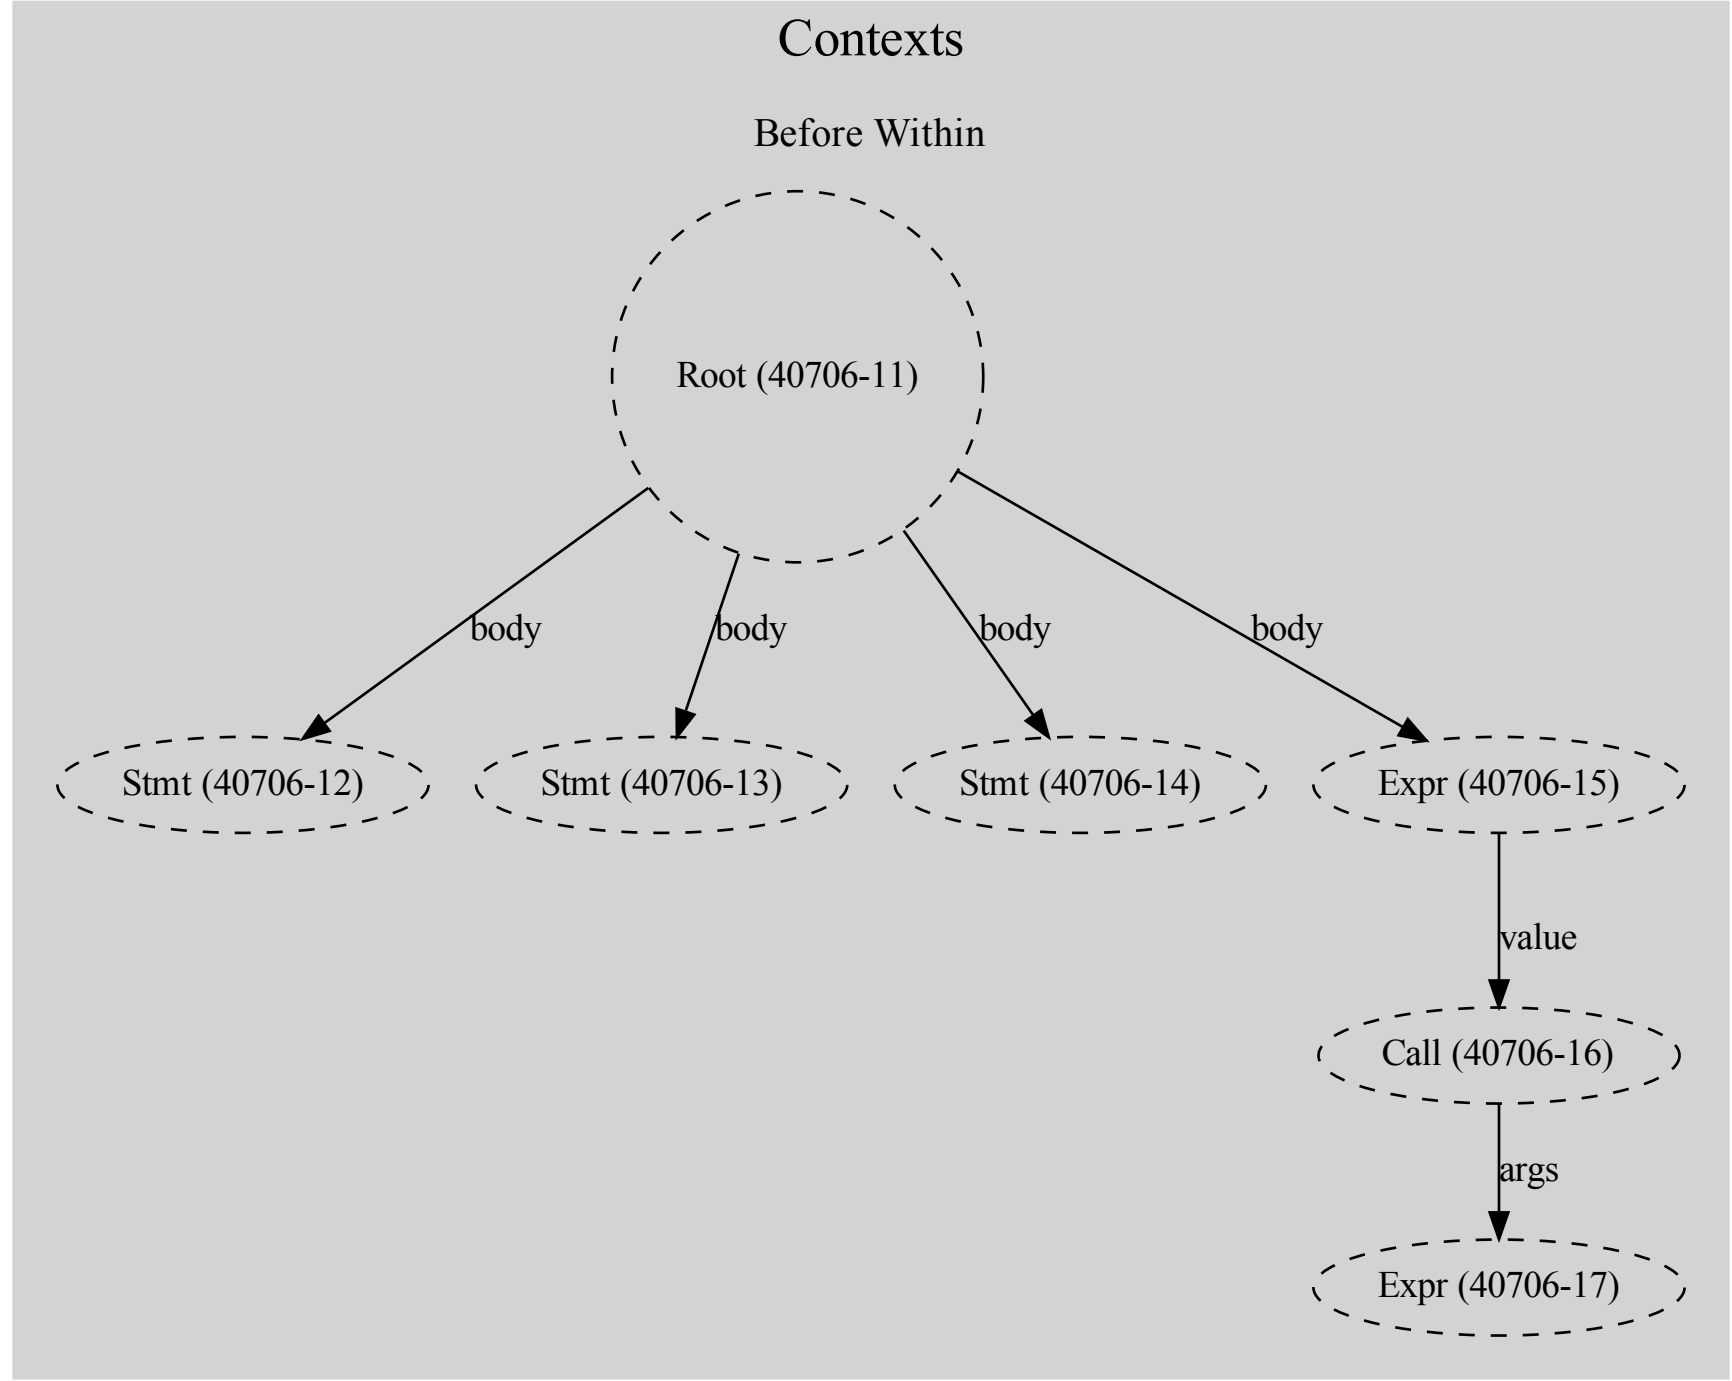 Contexts
Before Within
Root (40706-11)
body
body
body
body
Stmt (40706-12)
Stmt (40706-13)
Stmt (40706-14)
Expr (40706-15)
value
Call (40706-16)
args
Expr (40706-17)